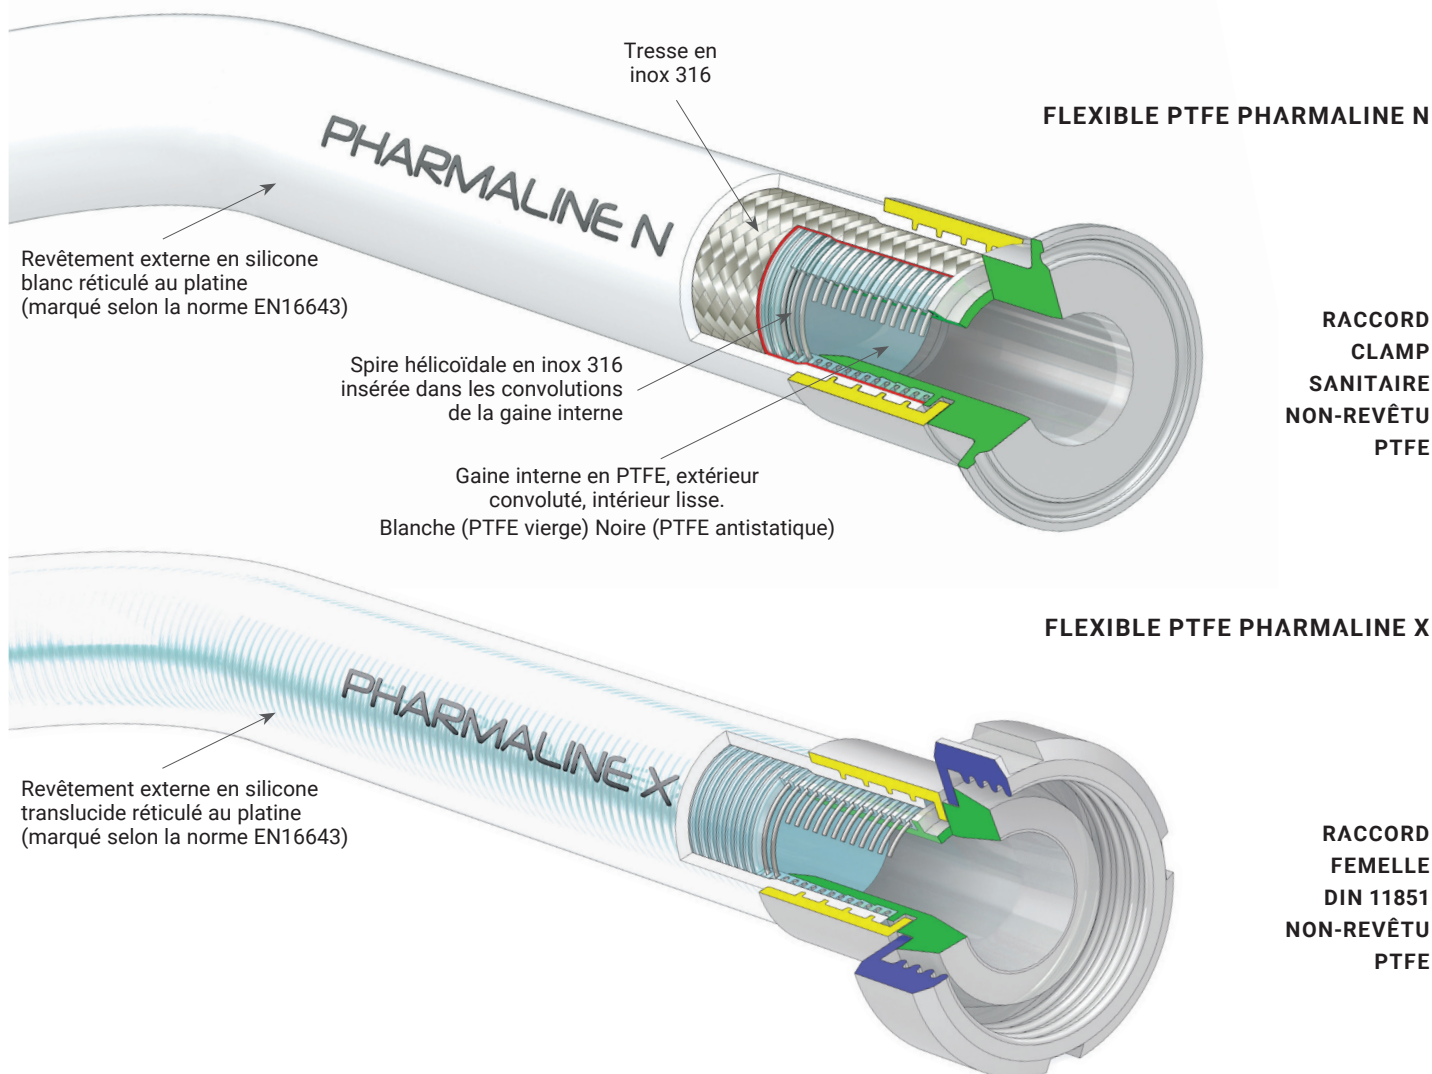 Tresse en
inox 316
FLEXIBLE PTFE PHARMALINE N
PHARMALINE N
Revêtement externe en silicone
blanc réticulé au platine
(marqué selon la norme EN16643)
RACCORD
CLAMP
SANITAIRE
NON-REVÊTU
PTFE
Spire hélicoïdale en inox 316
insérée dans les convolutions
de la gaine interne
Gaine interne en PTFE, extérieur
convoluté, intérieur lisse.
Blanche (PTFE vierge) Noire (PTFE antistatique)
FLEXIBLE PTFE PHARMALINE X
PHARMALINE X
Revêtement externe en silicone
translucide réticulé au platine
(marqué selon la norme EN16643)
RACCORD
FEMELLE
DIN 11851
NON-REVÊTU
PTFE